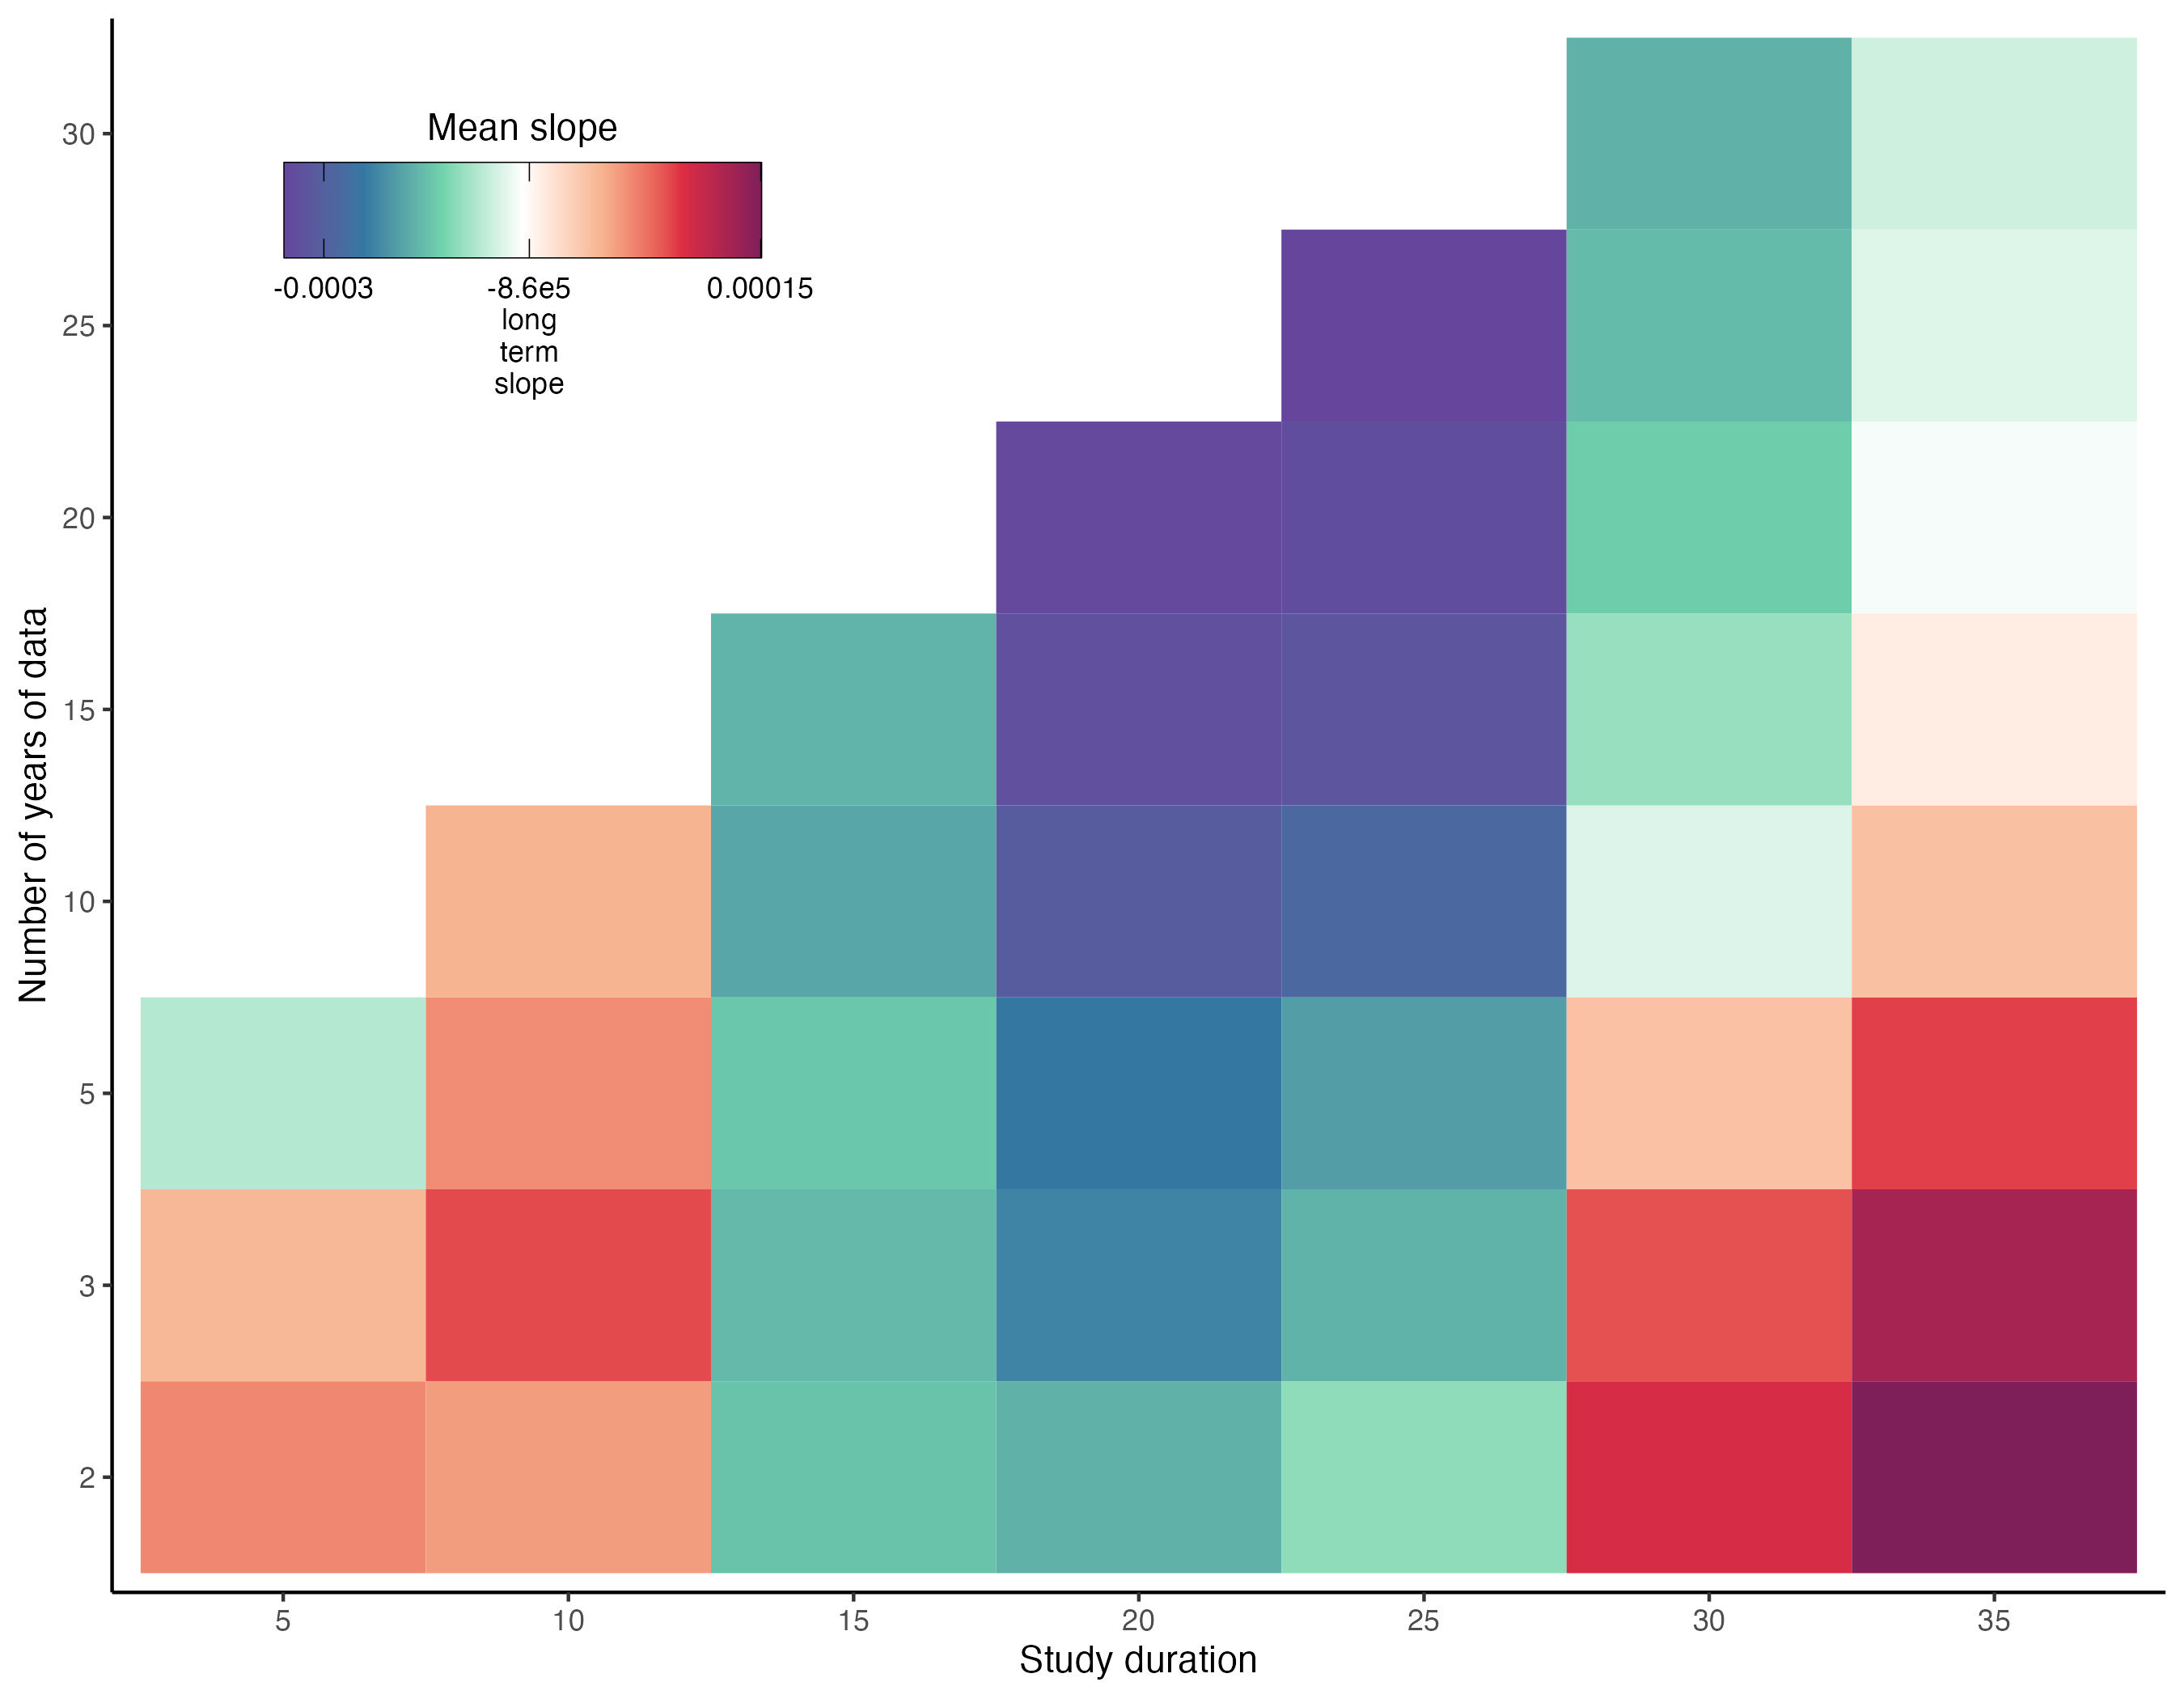 Mean slope
-0.0003 -8.6e5 0.00015
long
term
slope
Number of years of data
30
25
20
15
10
5
3
2
5 10 15 20 25 30 35
Study duration